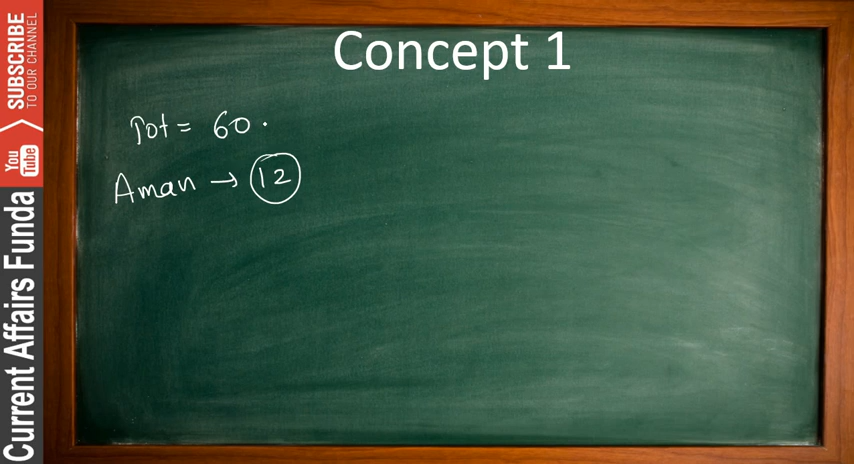 Concept 1
Tot = 60.
Aman → 12
SUBSCRIBE
TO OUR CHANNEL
You
Tube
Current Affairs Funda